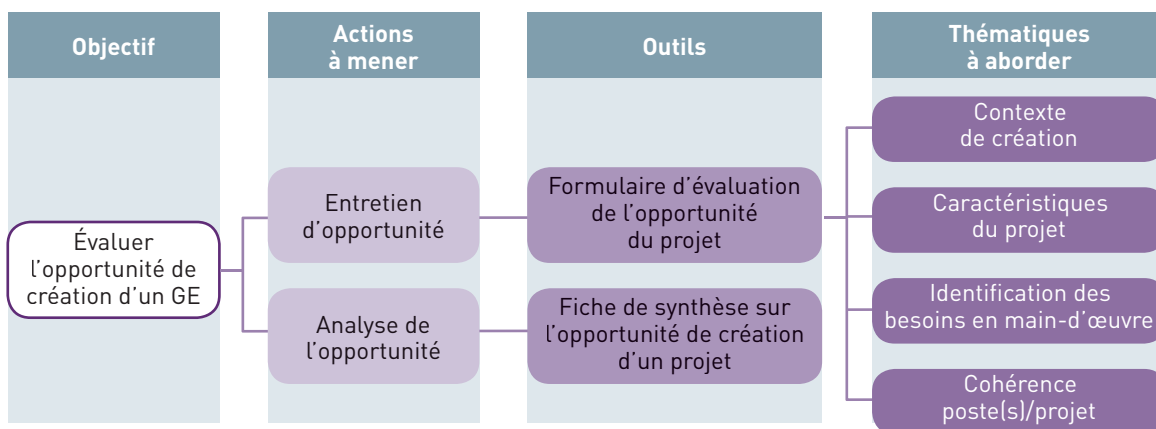 Objectif
Actions
à mener
Outils
Thématiques
à aborder
Évaluer
l’opportunité de
création d’un GE
Entretien
d’opportunité
Analyse de
l’opportunité
Formulaire d’évaluation
de l’opportunité
du projet
Fiche de synthèse sur
l’opportunité de création
d’un projet
Contexte
de création
Caractéristiques
du projet
Identification des
besoins en main-d’œuvre
Cohérence
poste(s)/projet